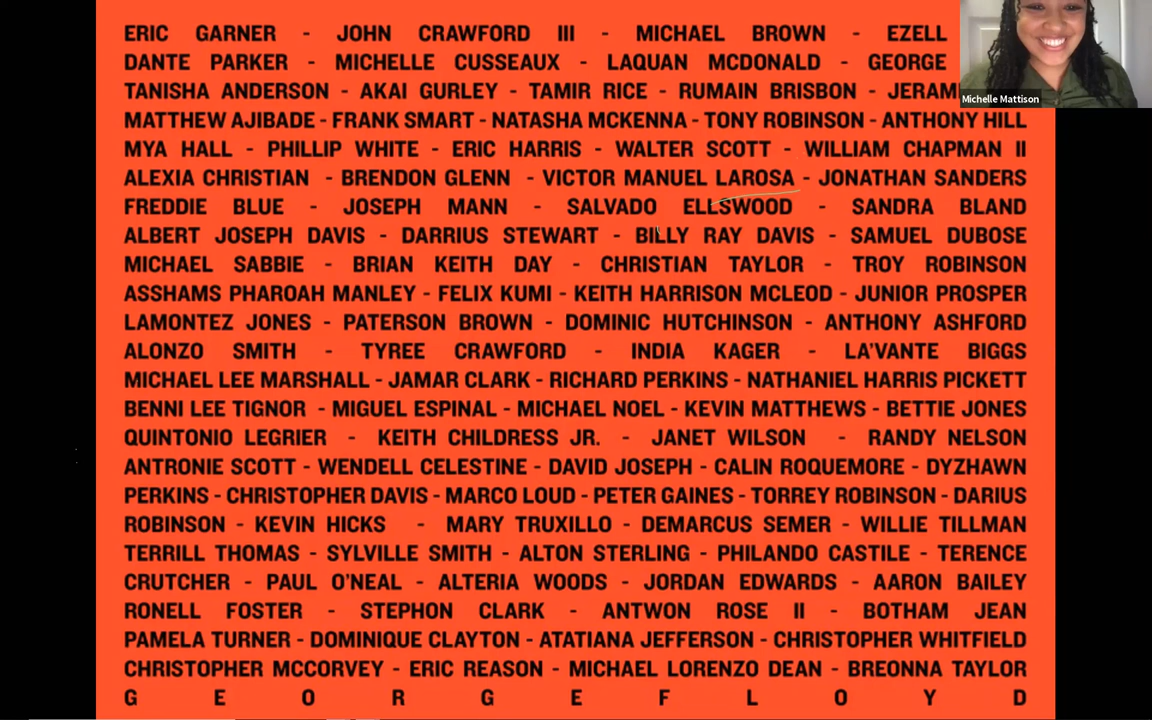 ERIC GARNER - JOHN CRAWFORD III - MICHAEL BROWN - EZELL
DANTE PARKER - MICHELLE CUSSEAUX - LAQUAN MCDONALD - GEORGE
TANISHA ANDERSON - AKAI GURLEY - TAMIR RICE - RUMAIN BRISBON - JERAM
Michelle Mattison
MATTHEW AJIBADE - FRANK SMART - NATASHA MCKENNA - TONY ROBINSON - ANTHONY HILL
MYA HALL - PHILLIP WHITE - ERIC HARRIS - WALTER SCOTT - WILLIAM CHAPMAN II
ALEXIA CHRISTIAN - BRENDON GLENN - VICTOR MANUEL LAROSA - JONATHAN SANDERS
FREDDIE BLUE - JOSEPH MANN - SALVADO ELLSWOOD - SANDRA BLAND
ALBERT JOSEPH DAVIS - DARRIUS STEWART - BILLY RAY DAVIS - SAMUEL DUBOSE
MICHAEL SABBIE - BRIAN KEITH DAY - CHRISTIAN TAYLOR - TROY ROBINSON
ASSHAMS PHAROAH MANLEY - FELIX KUMI - KEITH HARRISON MCLEOD - JUNIOR PROSPER
LAMONTEZ JONES - PATERSON BROWN - DOMINIC HUTCHINSON - ANTHONY ASHFORD
ALONZO SMITH - TYREE CRAWFORD - INDIA KAGER - LA'VANTE BIGGS
MICHAEL LEE MARSHALL - JAMAR CLARK - RICHARD PERKINS - NATHANIEL HARRIS PICKETT
BENNI LEE TIGNOR - MIGUEL ESPINAL - MICHAEL NOEL - KEVIN MATTHEWS - BETTIE JONES
QUINTONIO LEGRIER - KEITH CHILDRESS JR. - JANET WILSON - RANDY NELSON
ANTRONIE SCOTT - WENDELL CELESTINE - DAVID JOSEPH - CALIN ROQUEMORE - DYZHAWN
PERKINS - CHRISTOPHER DAVIS - MARCO LOUD - PETER GAINES - TORREY ROBINSON - DARIUS
ROBINSON - KEVIN HICKS - MARY TRUXILLO - DEMARCUS SEMER - WILLIE TILLMAN
TERRILL THOMAS - SYLVILLE SMITH - ALTON STERLING - PHILANDO CASTILE - TERENCE
CRUTCHER - PAUL O'NEAL - ALTERIA WOODS - JORDAN EDWARDS - AARON BAILEY
RONELL FOSTER - STEPHON CLARK - ANTWON ROSE II - BOTHAM JEAN
PAMELA TURNER - DOMINIQUE CLAYTON - ATATIANA JEFFERSON - CHRISTOPHER WHITFIELD
CHRISTOPHER MCCORVEY - ERIC REASON - MICHAEL LORENZO DEAN - BREONNA TAYLOR
G E O R G E F L O Y D